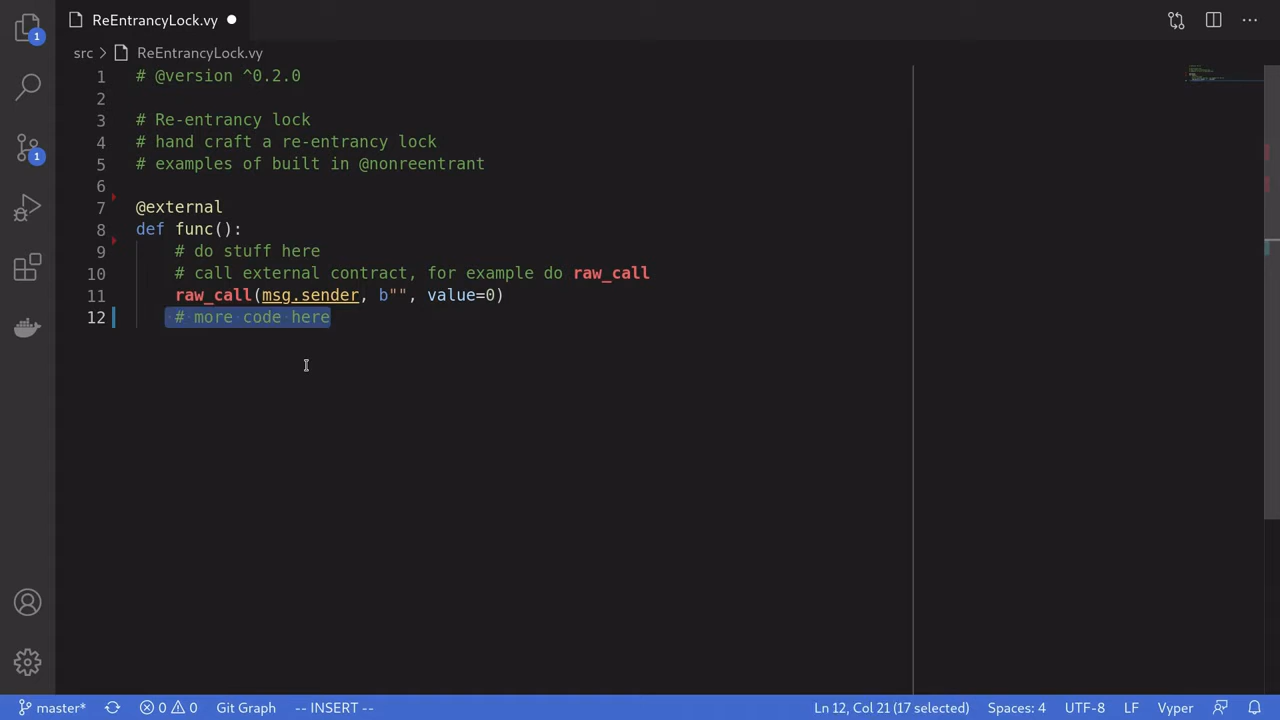 ReEntrancyLock.vy
1
src > ReEntrancyLock.vy
1 # @version ^0.2.0
2
3 # Re-entrancy lock
4 # hand craft a re-entrancy lock
5 # examples of built in @nonreentrant
6
7 @external
8 def func():
9 # do stuff here
10 # call external contract, for example do raw_call
11 raw_call(msg.sender, b"", value=0)
12 # more code here
1
master* 0 0 Git Graph -- INSERT -- Ln 12, Col 21 (17 selected) Spaces: 4 UTF-8 LF Vyper